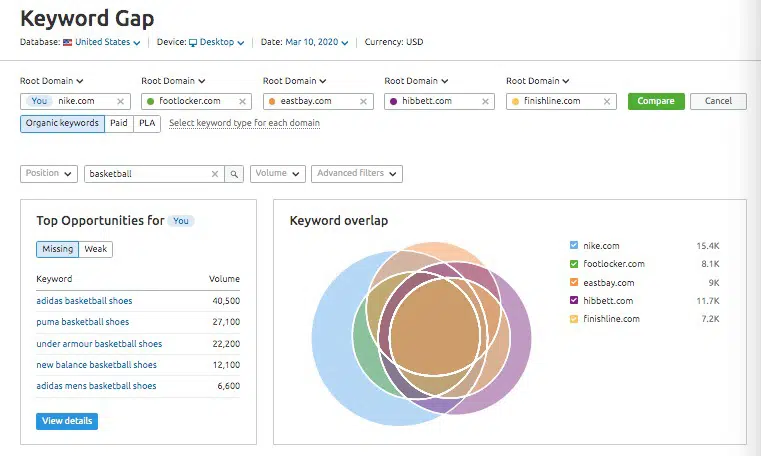 Keyword Gap
Database: United States | Device: Desktop | Date: Mar 10, 2020 | Currency: USD
Root Domain Root Domain Root Domain Root Domain Root Domain
You nike.com footlocker.com eastbay.com hibbett.com finishline.com Compare Cancel
Organic keywords Paid PLA Select keyword type for each domain
Position basketball Volume Advanced filters
Top Opportunities for You
Missing Weak
Keyword Volume
adidas basketball shoes 40,500
puma basketball shoes 27,100
under armour basketball shoes 22,200
new balance basketball shoes 12,100
adidas mens basketball shoes 6,600
View details
Keyword overlap
nike.com 15.4K
footlocker.com 8.1K
eastbay.com 9K
hibbett.com 11.7K
finishline.com 7.2K